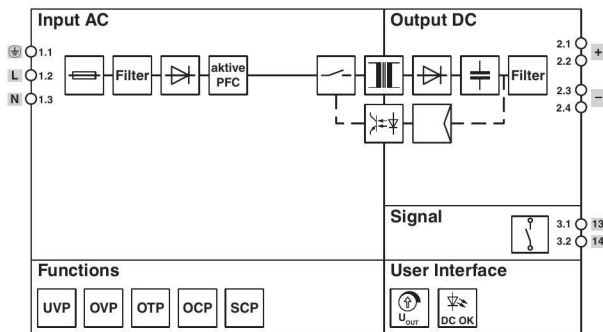 Input AC
Output DC
1.1
L 1.2
N 1.3
Filter
aktive
PFC
Filter
2.1
2.2
+
2.3
2.4
–
Signal
3.1 13
3.2 14
Functions
UVP OVP OTP OCP SCP
User Interface
UOUT
DC OK